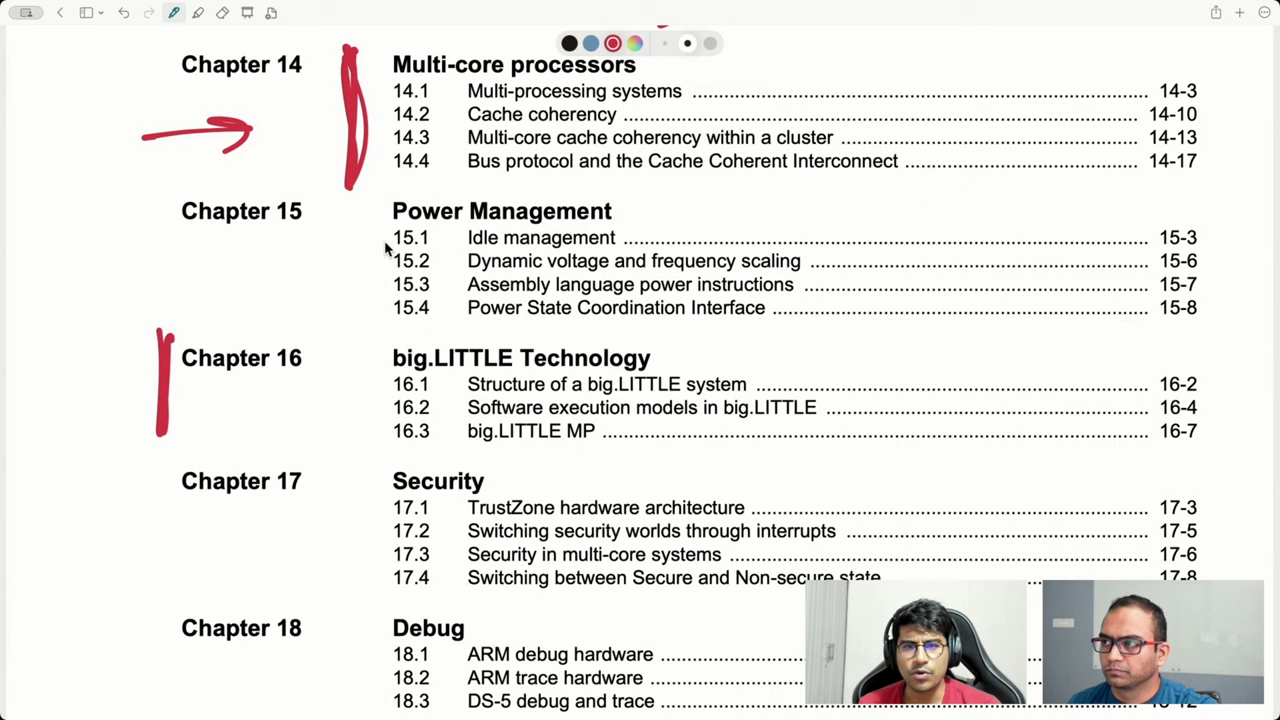 Chapter 14 Multi-core processors
14.1 Multi-processing systems ........ 14-3
14.2 Cache coherency ........ 14-10
14.3 Multi-core cache coherency within a cluster ........ 14-13
14.4 Bus protocol and the Cache Coherent Interconnect ........ 14-17
Chapter 15 Power Management
15.1 Idle management ........ 15-3
15.2 Dynamic voltage and frequency scaling ........ 15-6
15.3 Assembly language power instructions ........ 15-7
15.4 Power State Coordination Interface ........ 15-8
Chapter 16 big.LITTLE Technology
16.1 Structure of a big.LITTLE system ........ 16-2
16.2 Software execution models in big.LITTLE ........ 16-4
16.3 big.LITTLE MP ........ 16-7
Chapter 17 Security
17.1 TrustZone hardware architecture ........ 17-3
17.2 Switching security worlds through interrupts ........ 17-5
17.3 Security in multi-core systems ........ 17-6
17.4 Switching between Secure and Non-secure state ........ 17-8
Chapter 18 Debug
18.1 ARM debug hardware ........
18.2 ARM trace hardware ........
18.3 DS-5 debug and trace ........